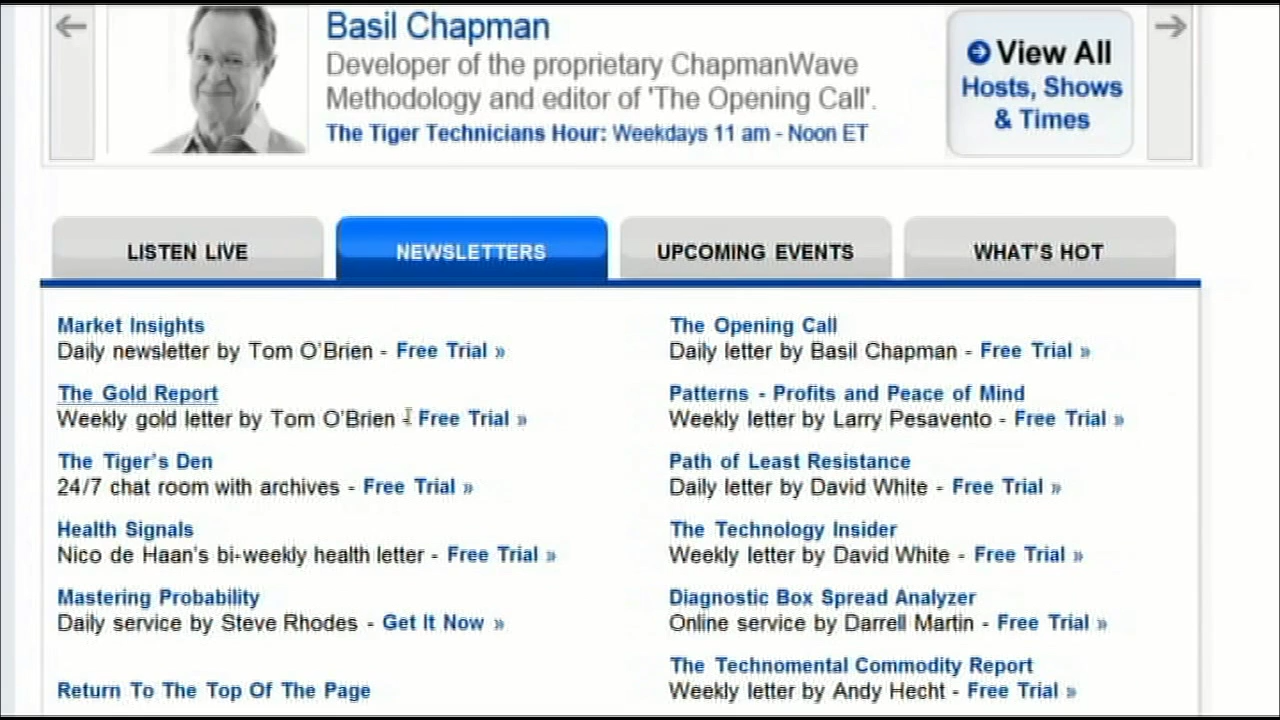 Basil Chapman
Developer of the proprietary ChapmanWave
Methodology and editor of 'The Opening Call'.
The Tiger Technicians Hour: Weekdays 11 am - Noon ET
View All
Hosts, Shows
& Times
LISTEN LIVE
NEWSLETTERS
UPCOMING EVENTS
WHAT'S HOT
Market Insights
Daily newsletter by Tom O'Brien - Free Trial »
The Gold Report
Weekly gold letter by Tom O'Brien - Free Trial »
The Tiger's Den
24/7 chat room with archives - Free Trial »
Health Signals
Nico de Haan's bi-weekly health letter - Free Trial »
Mastering Probability
Daily service by Steve Rhodes - Get It Now »
Return To The Top Of The Page
The Opening Call
Daily letter by Basil Chapman - Free Trial »
Patterns - Profits and Peace of Mind
Weekly letter by Larry Pesavento - Free Trial »
Path of Least Resistance
Daily letter by David White - Free Trial »
The Technology Insider
Weekly letter by David White - Free Trial »
Diagnostic Box Spread Analyzer
Online service by Darrell Martin - Free Trial »
The Technomental Commodity Report
Weekly letter by Andy Hecht - Free Trial »